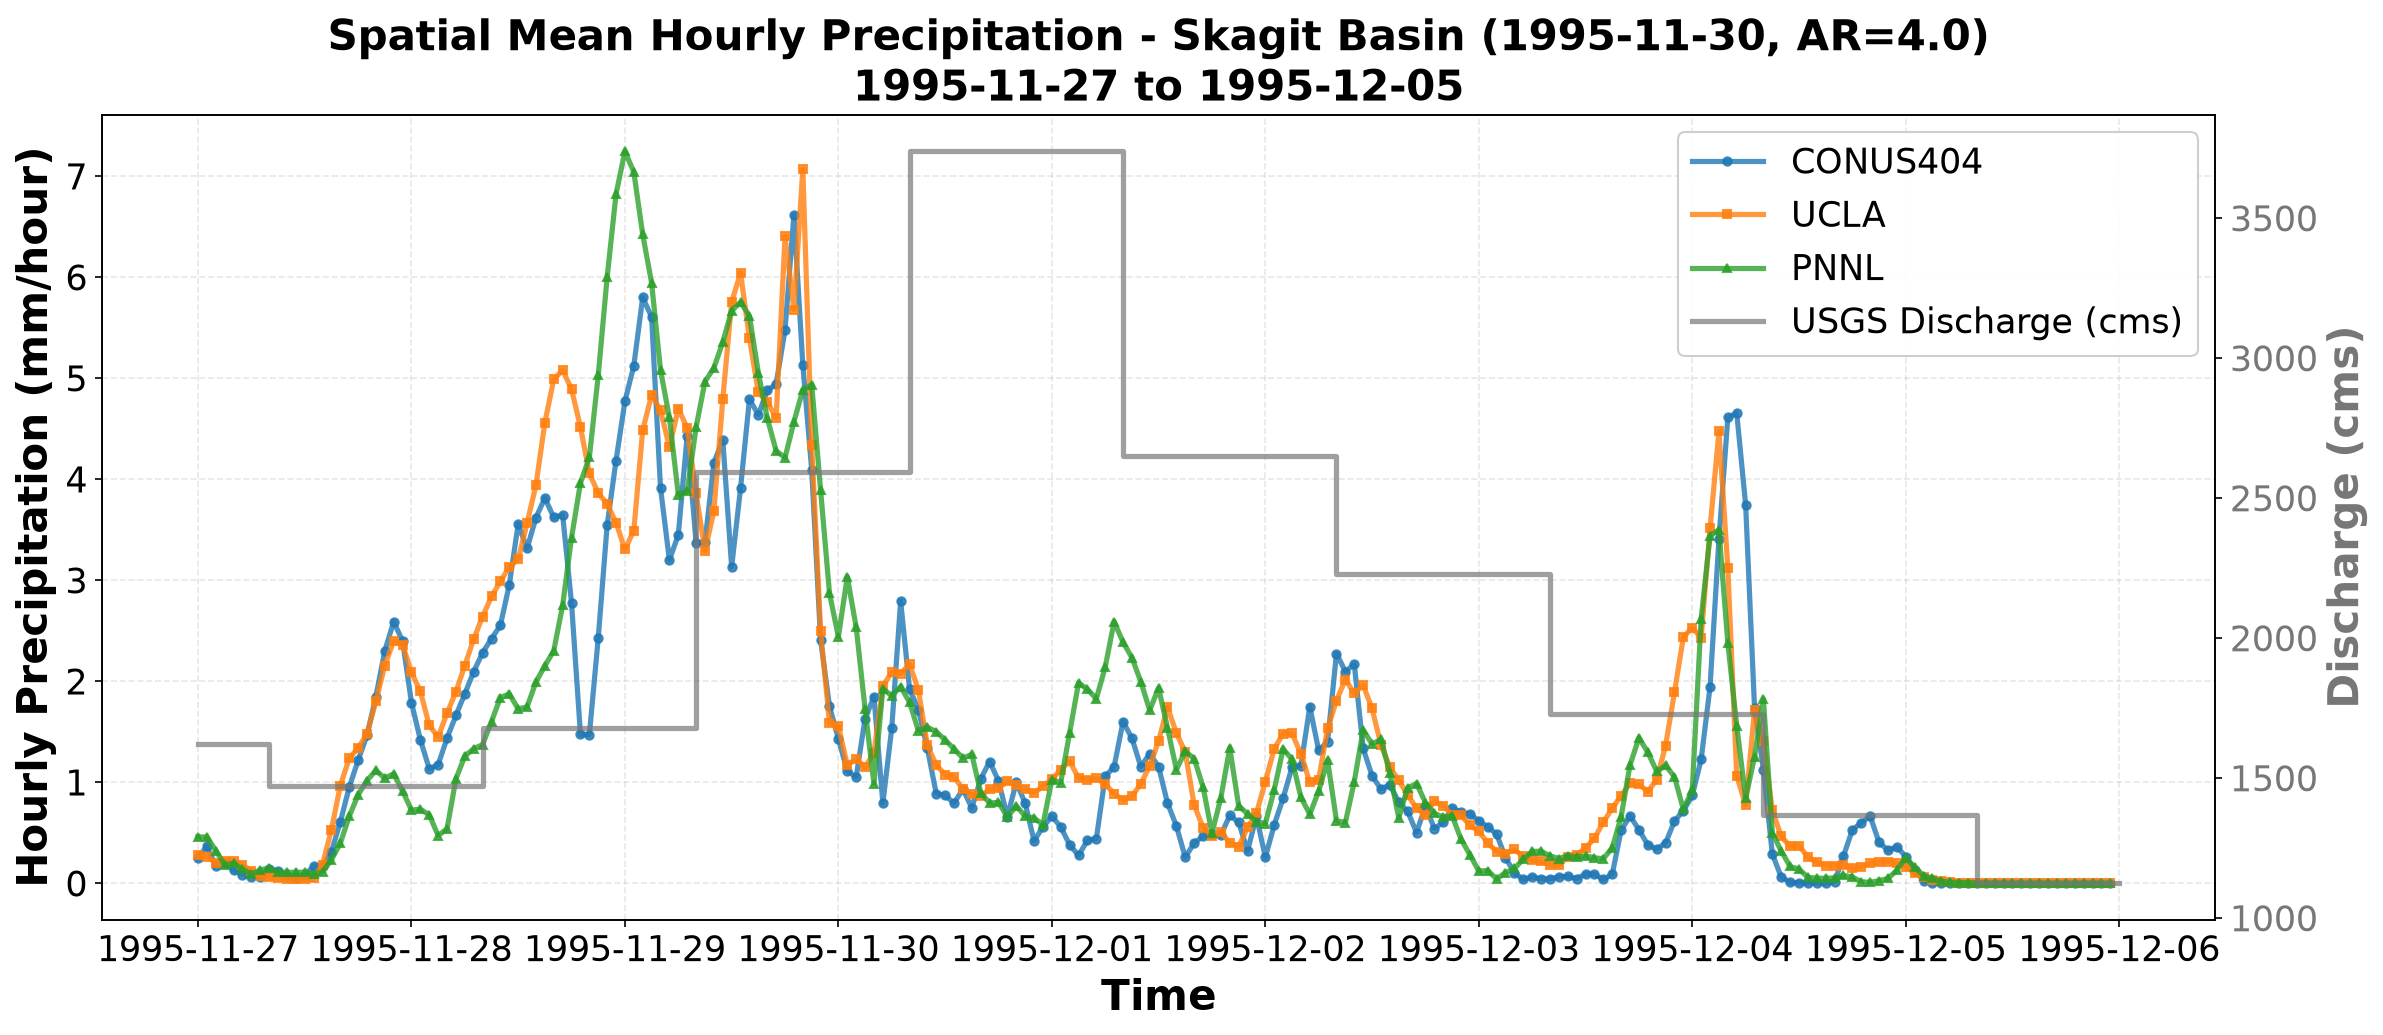 Spatial Mean Hourly Precipitation - Skagit Basin (1995-11-30, AR=4.0)
1995-11-27 to 1995-12-05
Hourly Precipitation (mm/hour)
7
6
5
4
3
2
1
0
CONUS404
UCLA
PNNL
USGS Discharge (cms)
3500
3000
2500
2000
1500
1000
Discharge (cms)
1995-11-27 1995-11-28 1995-11-29 1995-11-30 1995-12-01 1995-12-02 1995-12-03 1995-12-04 1995-12-05 1995-12-06
Time